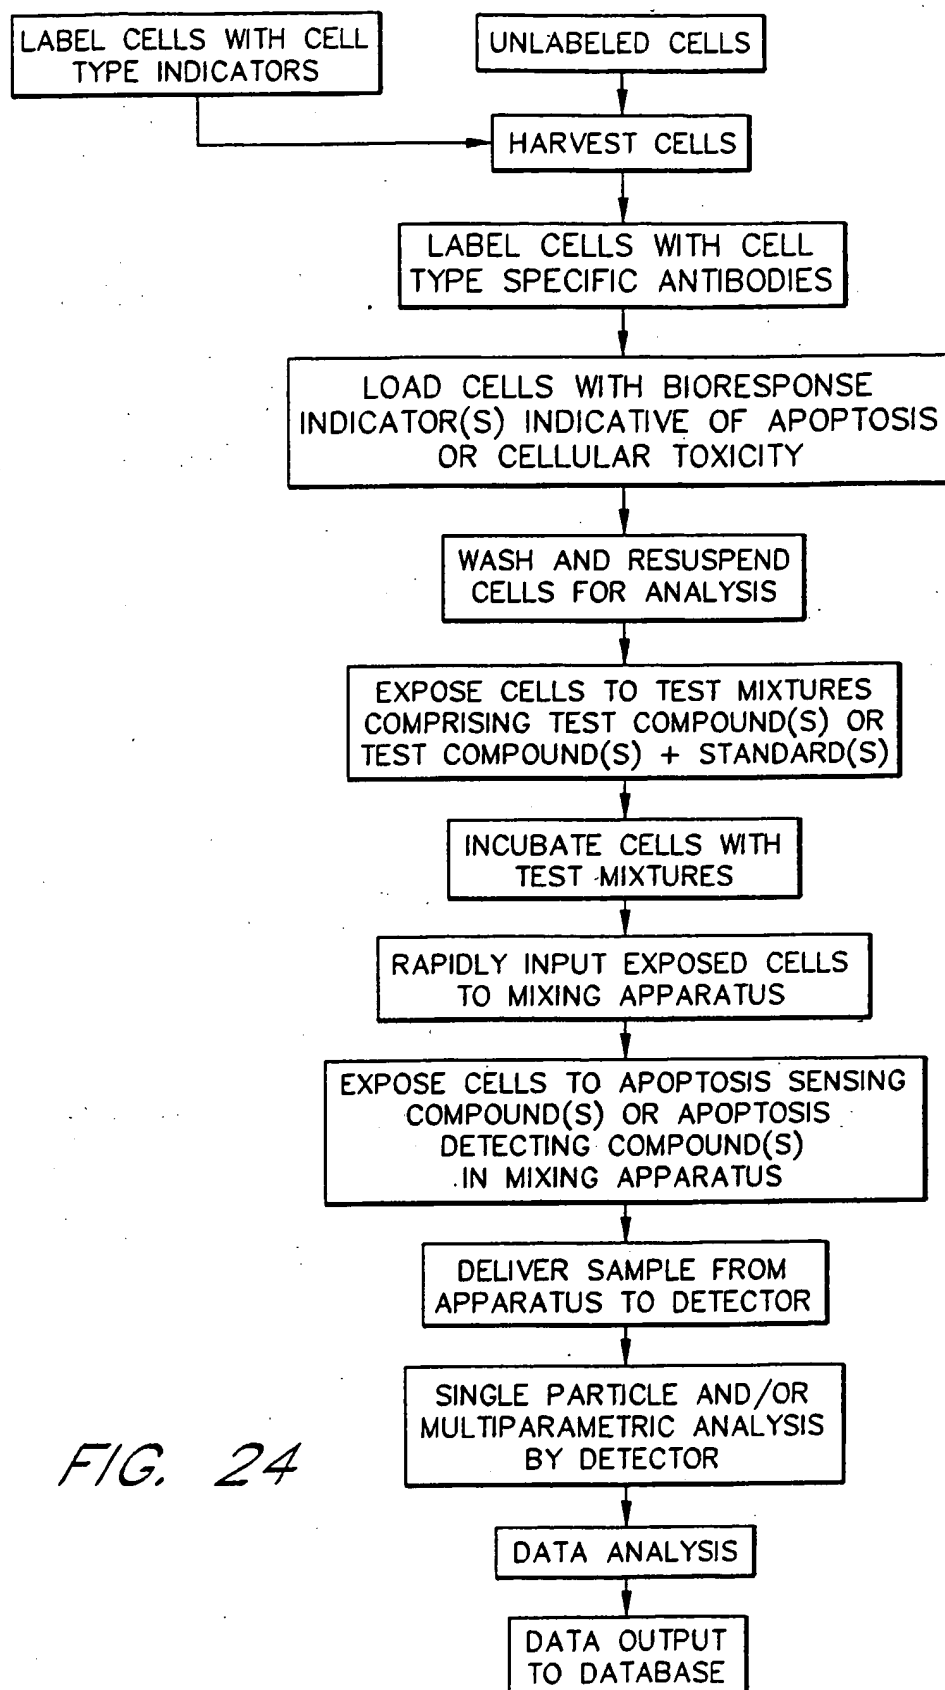 LABEL CELLS WITH CELL
TYPE INDICATORS
UNLABELED CELLS
HARVEST CELLS
LABEL CELLS WITH CELL
TYPE SPECIFIC ANTIBODIES
LOAD CELLS WITH BIORESPONSE
INDICATOR(S) INDICATIVE OF APOPTOSIS
OR CELLULAR TOXICITY
WASH AND RESUSPEND
CELLS FOR ANALYSIS
EXPOSE CELLS TO TEST MIXTURES
COMPRISING TEST COMPOUND(S) OR
TEST COMPOUND(S) + STANDARD(S)
INCUBATE CELLS WITH
TEST MIXTURES
RAPIDLY INPUT EXPOSED CELLS
TO MIXING APPARATUS
EXPOSE CELLS TO APOPTOSIS SENSING
COMPOUND(S) OR APOPTOSIS
DETECTING COMPOUND(S)
IN MIXING APPARATUS
DELIVER SAMPLE FROM
APPARATUS TO DETECTOR
SINGLE PARTICLE AND/OR
MULTIPARAMETRIC ANALYSIS
BY DETECTOR
FIG. 24
DATA ANALYSIS
DATA OUTPUT
TO DATABASE